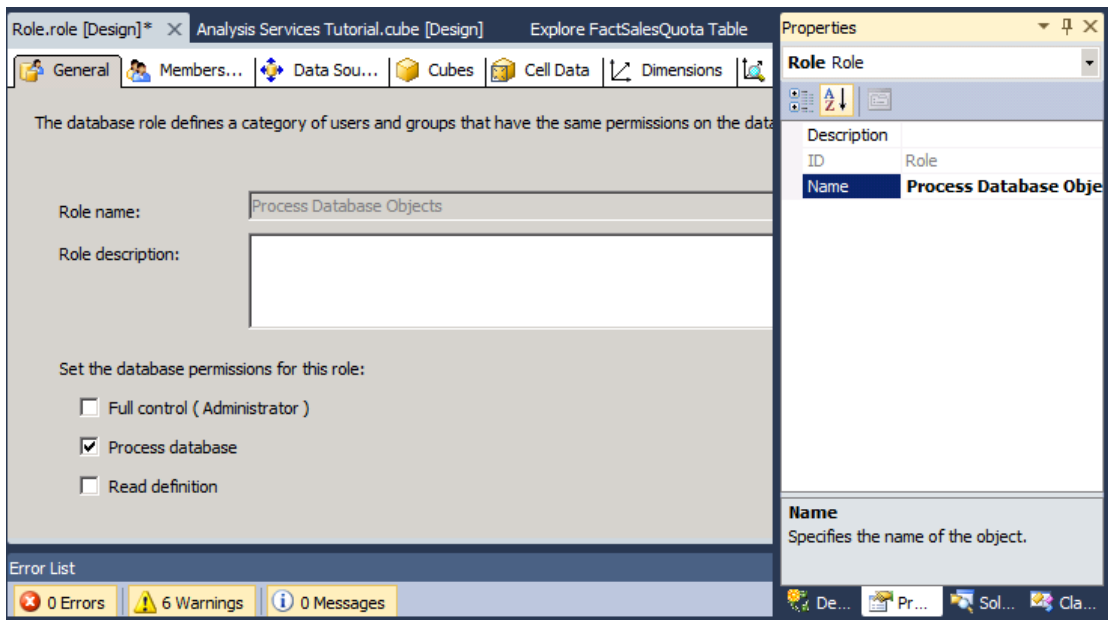 Role.role [Design]* Analysis Services Tutorial.cube [Design] Explore FactSalesQuota Table
General Members... Data Sou... Cubes Cell Data Dimensions
The database role defines a category of users and groups that have the same permissions on the data
Role name: Process Database Objects
Role description:
Set the database permissions for this role:
Full control ( Administrator )
Process database
Read definition
Error List
0 Errors 6 Warnings 0 Messages
Properties
Role Role
Description
ID Role
Name Process Database Obje
Name
Specifies the name of the object.
De... Pr... Sol... Cla...